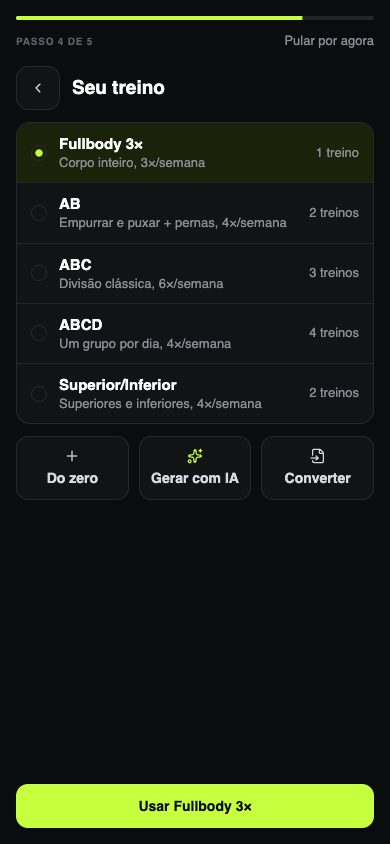 PASSO 4 DE 5
Pular por agora
Seu treino
Fullbody 3×
Corpo inteiro, 3×/semana
1 treino
AB
Empurrar e puxar + pernas, 4×/semana
2 treinos
ABC
Divisão clássica, 6×/semana
3 treinos
ABCD
Um grupo por dia, 4×/semana
4 treinos
Superior/Inferior
Superiores e inferiores, 4×/semana
2 treinos
Do zero
Gerar com IA
Converter
Usar Fullbody 3×